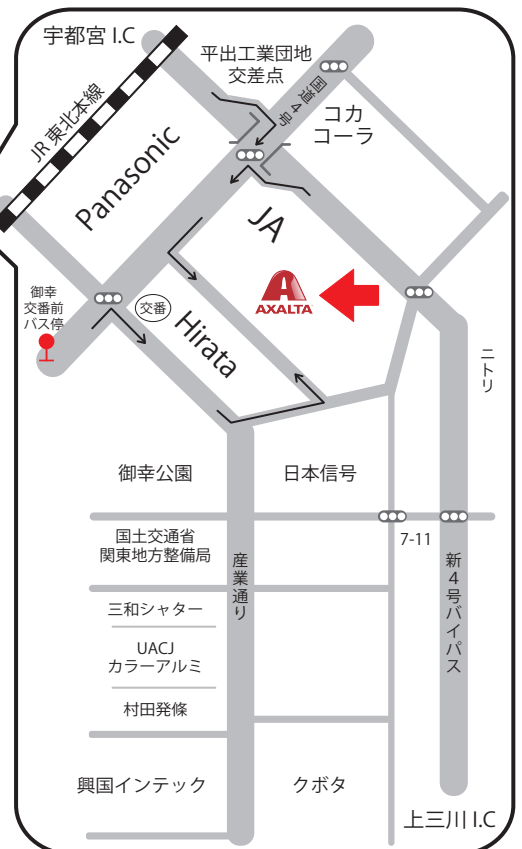 宇都宮 I.C
平出工業団地
交差点
JR 東北本線
国道4号
コカ
コーラ
Panasonic
JA
AXALTA
御幸
交番前
バス停
交番
Hirata
ニトリ
御幸公園
日本信号
国土交通省
関東地方整備局
7-11
産業通り
新4号バイパス
三和シャター
UACJ
カラーアルミ
村田発條
興国インテック
クボタ
上三川 I.C